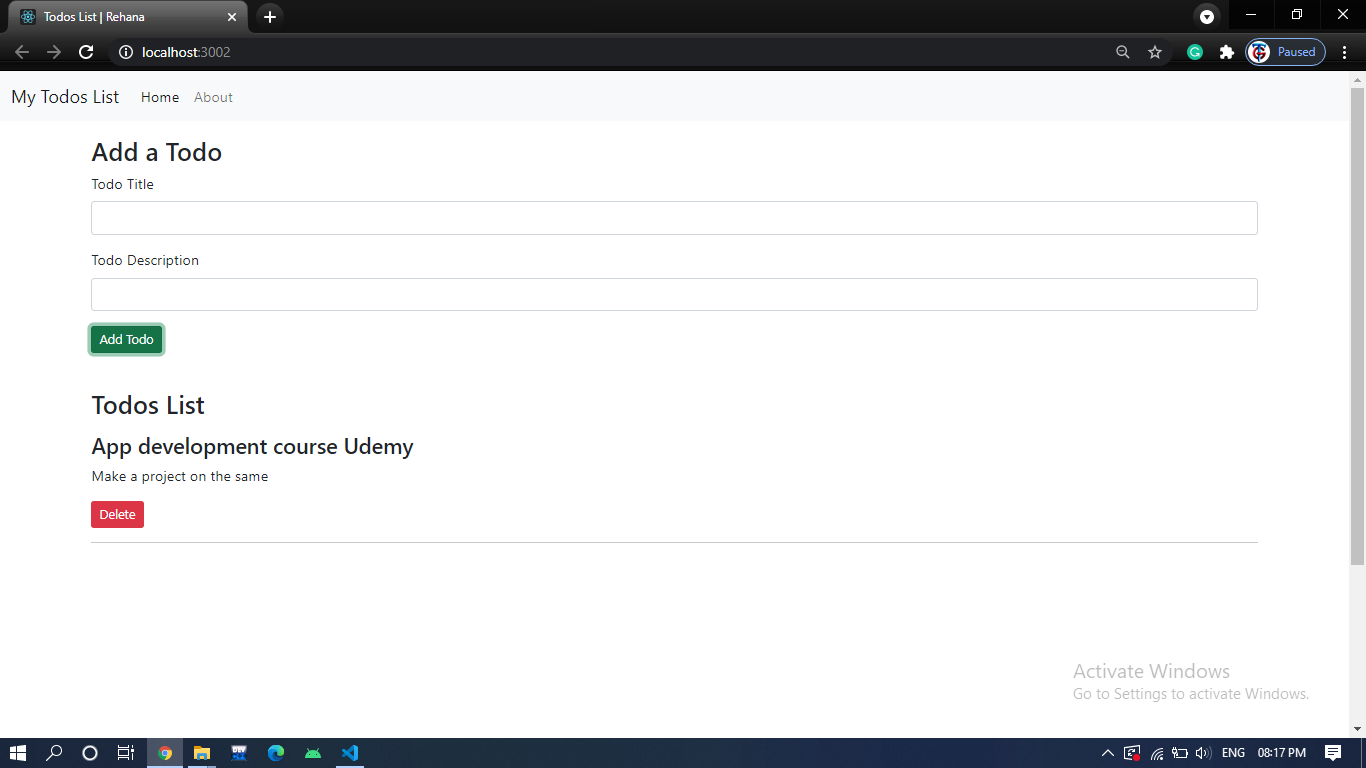 Todos List | Rehana
localhost:3002
Paused
My Todos List Home About
Add a Todo
Todo Title
Todo Description
Add Todo
Todos List
App development course Udemy
Make a project on the same
Delete
Activate Windows
Go to Settings to activate Windows.
ENG 08:17 PM